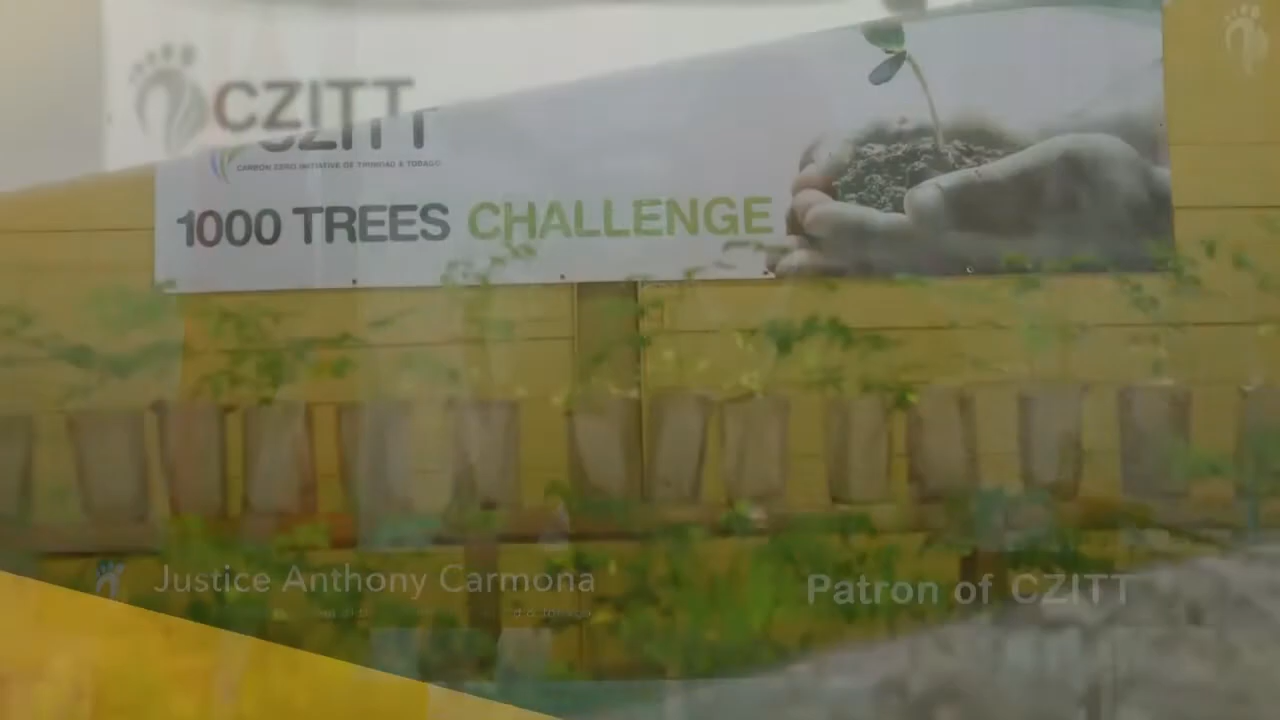 CZITT
CZITT
CARBON ZERO INITIATIVE OF TRINIDAD & TOBAGO
1000 TREES CHALLENGE
Justice Anthony Carmona
Patron of CZITT